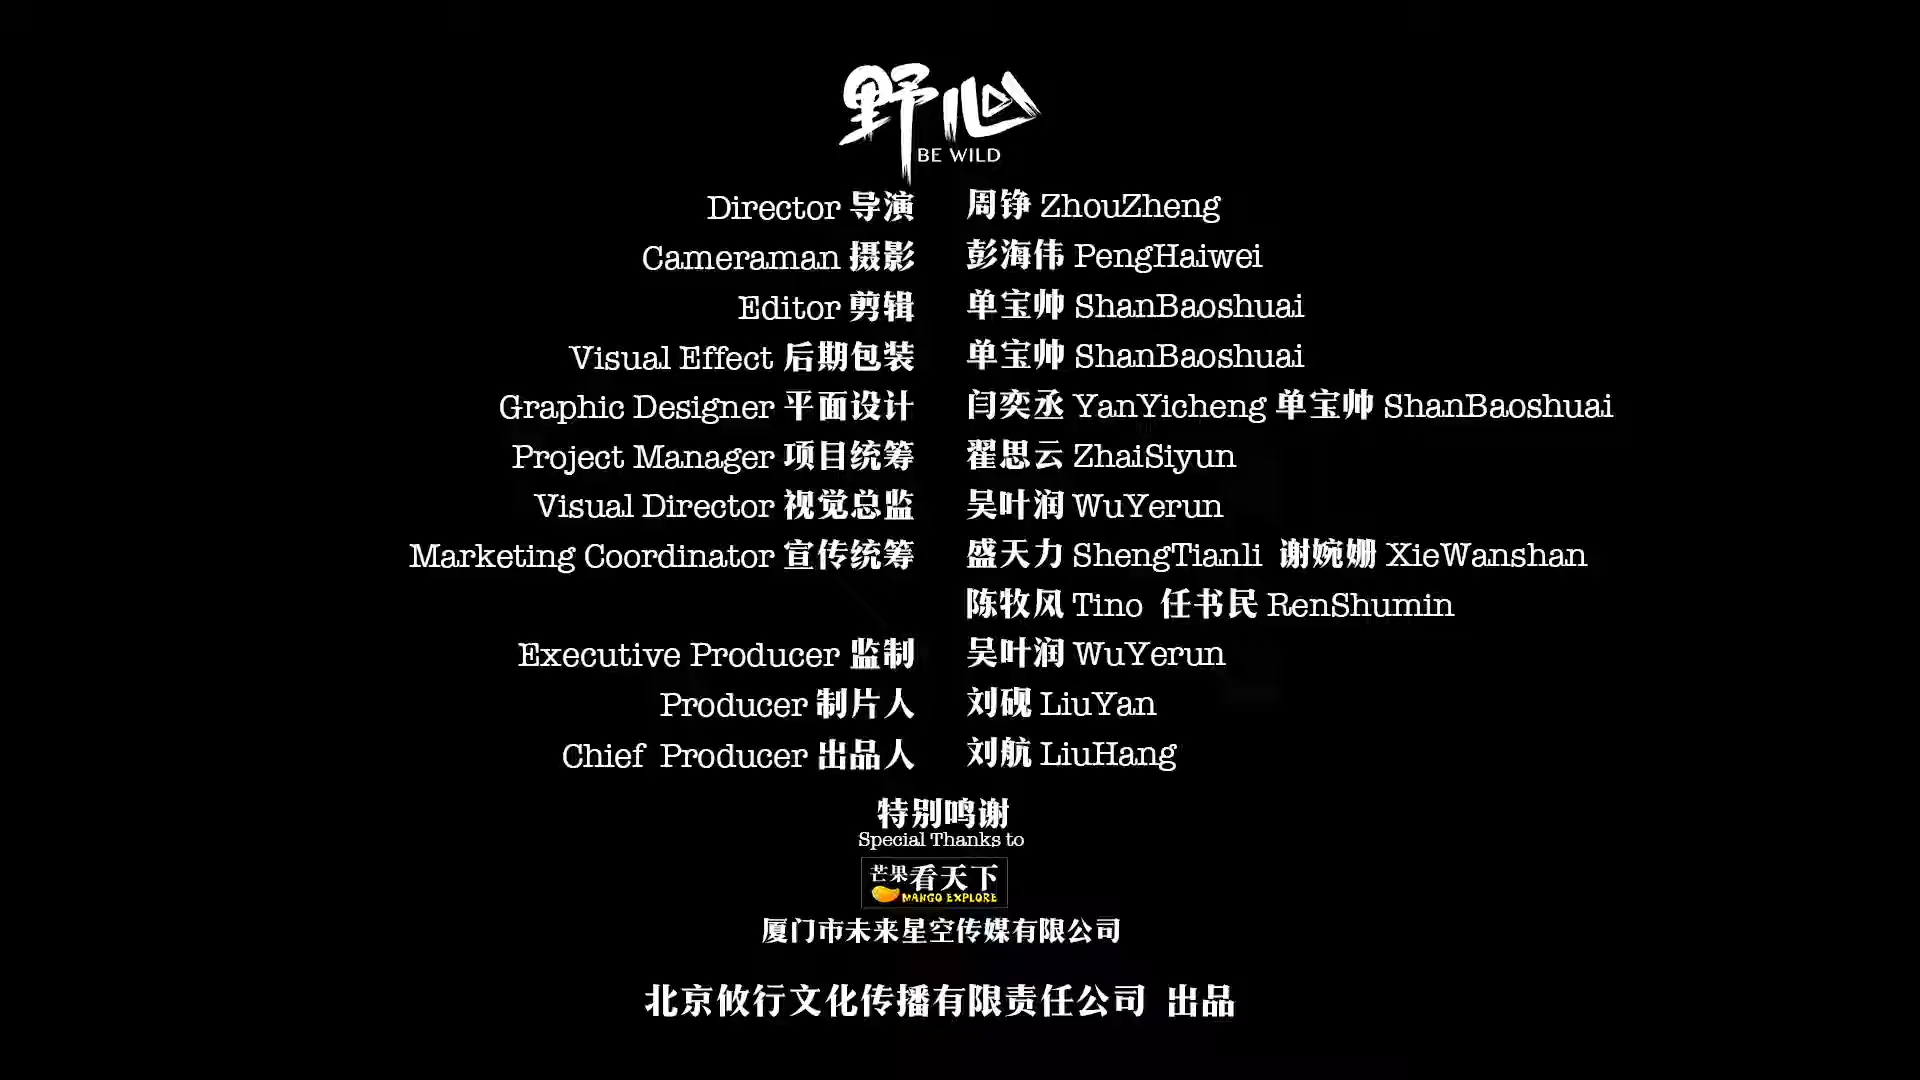 野心
BE WILD
Director 导演 周铮 ZhouZheng
Cameraman 摄影 彭海伟 PengHaiwei
Editor 剪辑 单宝帅 ShanBaoshuai
Visual Effect 后期包装 单宝帅 ShanBaoshuai
Graphic Designer 平面设计 闫奕丞 YanYicheng 单宝帅 ShanBaoshuai
Project Manager 项目统筹 翟思云 ZhaiSiyun
Visual Director 视觉总监 吴叶润 WuYerun
Marketing Coordinator 宣传统筹 盛天力 ShengTianli 谢婉姗 XieWanshan
陈牧风 Tino 任书民 RenShumin
Executive Producer 监制 吴叶润 WuYerun
Producer 制片人 刘砚 LiuYan
Chief Producer 出品人 刘航 LiuHang
特别鸣谢
Special Thanks to
芒果看天下
MANGO EXPLORE
厦门市未来星空传媒有限公司
北京攸行文化传播有限责任公司 出品